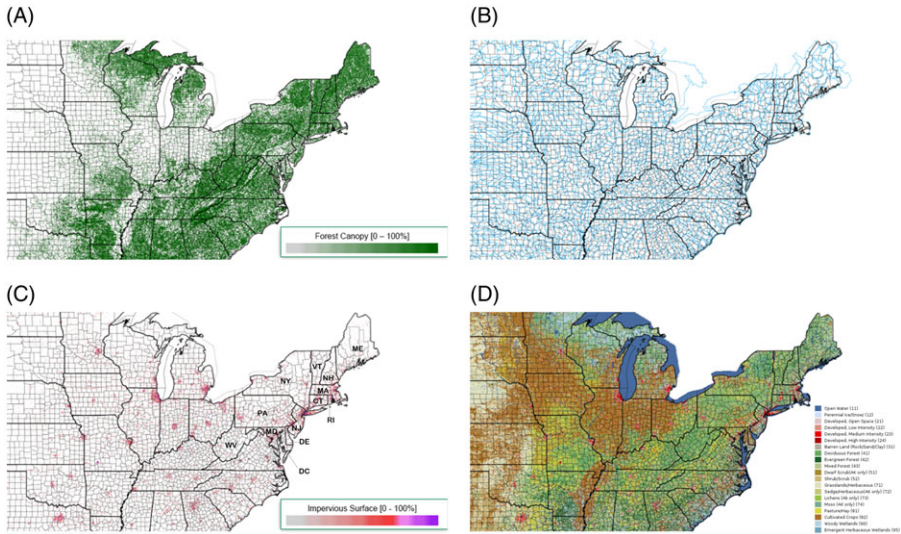 (A)
(B)
Forest Canopy [0 – 100%]
(C)
(D)
ME
VT
NH
NY
MA
CT
RI
PA
NJ
MD
DE
WV
DC
Impervious Surface [0 - 100%]
Open Water (11)
Perennial Ice/Snow (12)
Developed, Open Space (21)
Developed, Low Intensity (22)
Developed, Medium Intensity (23)
Developed, High Intensity (24)
Barren Land (Rock/Sand/Clay) (31)
Deciduous Forest (41)
Evergreen Forest (42)
Mixed Forest (43)
Dwarf Scrub(AK only) (51)
Shrub/Scrub (52)
Grasslands/Herbaceous (71)
Sedge/Herbaceous(AK only) (72)
Lichens (AK only) (73)
Moss (AK only) (74)
Pasture/Hay (81)
Cultivated Crops (82)
Woody Wetlands (90)
Emergent Herbaceous Wetlands (95)